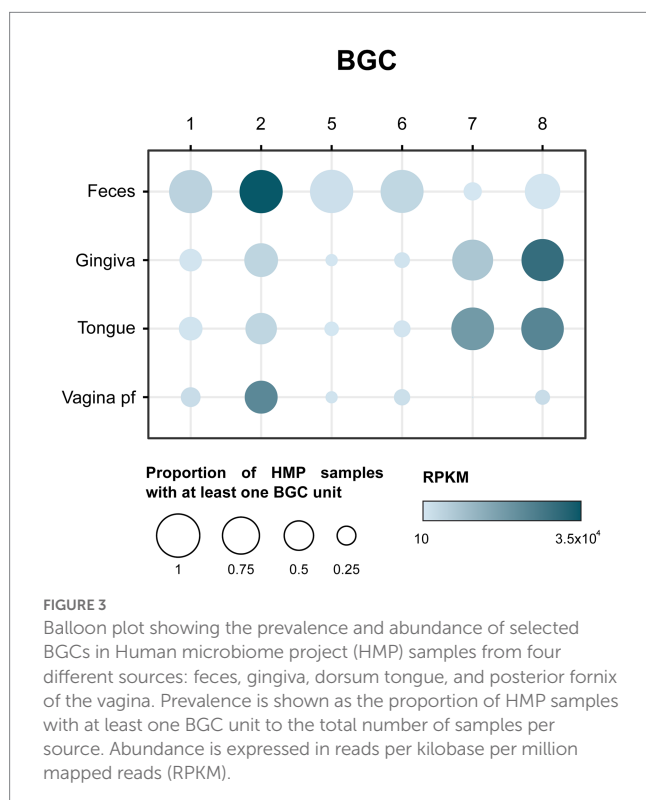 BGC
1 2 5 6 7 8
Feces
Gingiva
Tongue
Vagina pf
Proportion of HMP samples
with at least one BGC unit
1 0.75 0.5 0.25
RPKM
10 3.5x10⁴
FIGURE 3
Balloon plot showing the prevalence and abundance of selected
BGCs in Human microbiome project (HMP) samples from four
different sources: feces, gingiva, dorsum tongue, and posterior fornix
of the vagina. Prevalence is shown as the proportion of HMP samples
with at least one BGC unit to the total number of samples per
source. Abundance is expressed in reads per kilobase per million
mapped reads (RPKM).